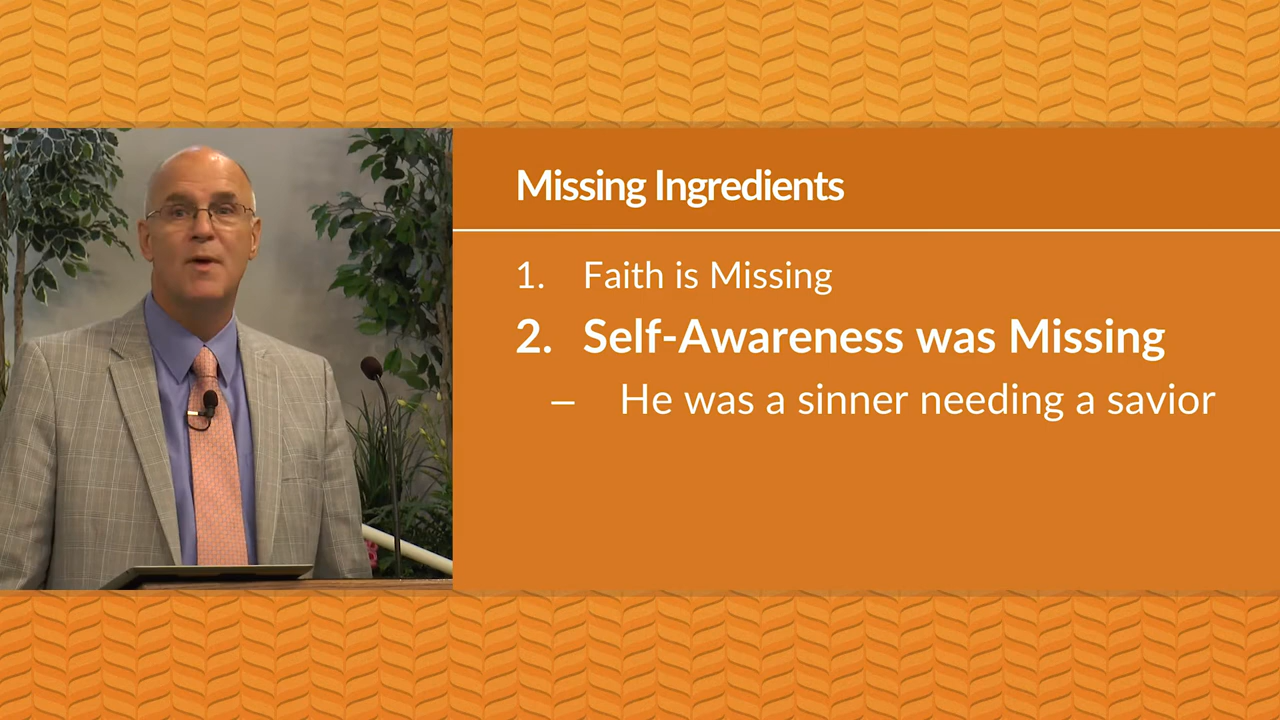 Missing Ingredients
1. Faith is Missing
2. Self-Awareness was Missing
– He was a sinner needing a savior